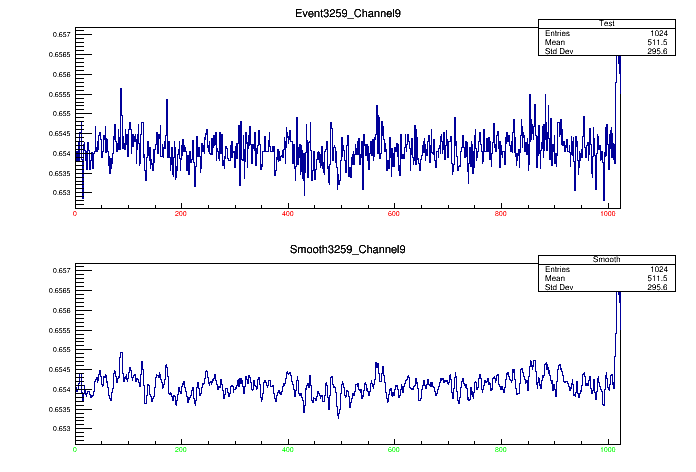 Event3259_Channel9
Test
Entries 1024
Mean 511.5
Std Dev 295.6
0.657
0.6565
0.656
0.6555
0.655
0.6545
0.654
0.6535
0.653
0 200 400 600 800 1000
Smooth3259_Channel9
Smooth
Entries 1024
Mean 511.5
Std Dev 295.6
0.657
0.6565
0.656
0.6555
0.655
0.6545
0.654
0.6535
0.653
0 200 400 600 800 1000